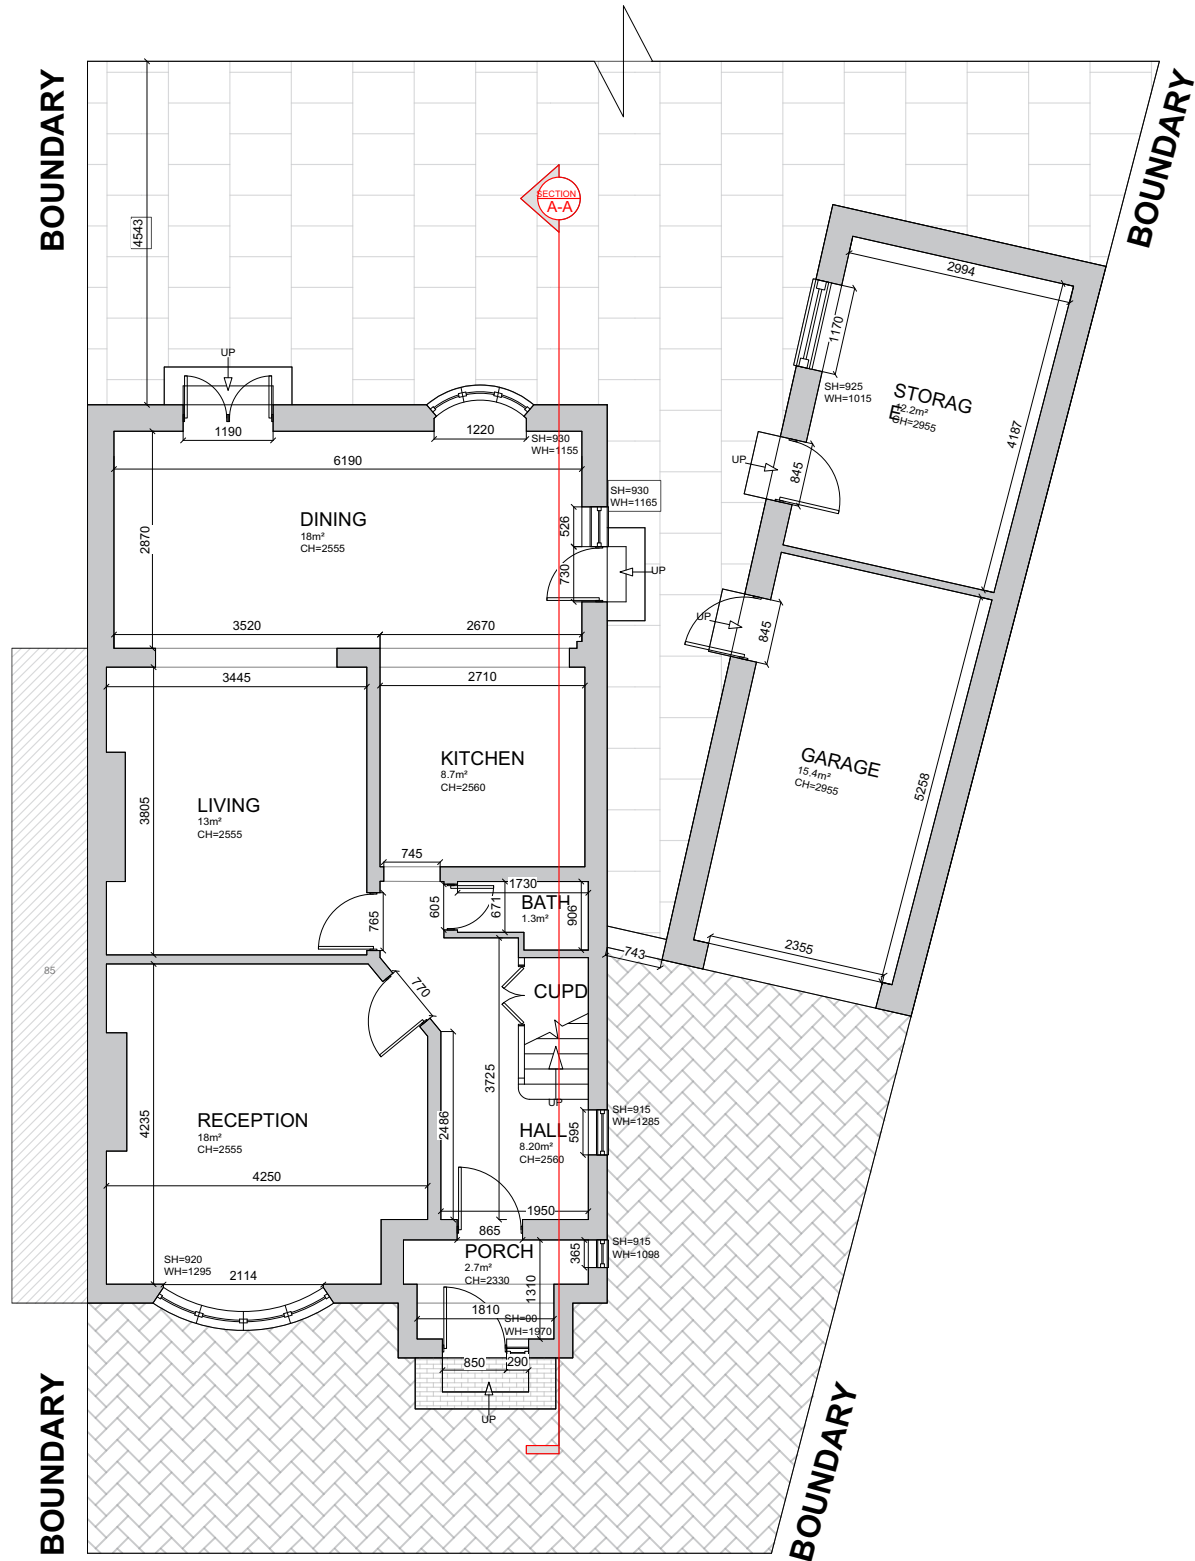 BOUNDARY
BOUNDARY
4543
SECTION
A-A
2994
1170
SH=925
WH=1015
STORAG
E
12.2m²
CH=2955
4187
UP
845
UP
1190
1220
SH=930
WH=1155
6190
SH=930
WH=1165
DINING
18m²
CH=2555
2870
526
730
UP
UP
845
3520
2670
3445
2710
KITCHEN
8.7m²
CH=2560
GARAGE
15.4m²
CH=2955
5258
LIVING
13m²
CH=2555
3805
745
1730
BATH
1.3m²
765
605
671
906
743
2355
85
770
CUPD
3725
UP
RECEPTION
18m²
CH=2555
4235
2486
HALL
8.20m²
CH=2560
595
SH=915
WH=1285
4250
1950
865
PORCH
2.7m²
CH=2330
365
SH=915
WH=1098
SH=920
WH=1295
2114
1310
1810
SH=00
WH=1970
850
290
UP
BOUNDARY
BOUNDARY